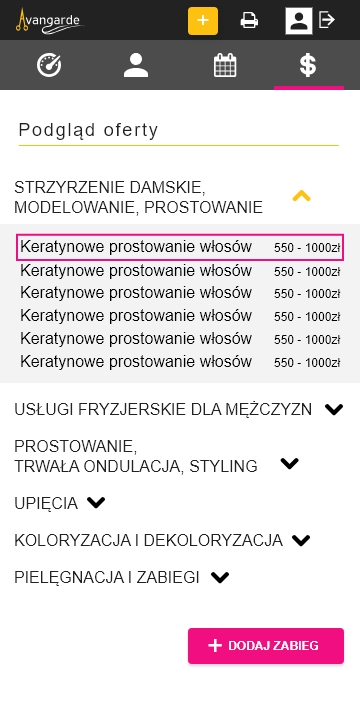 Avangarde
Podgląd oferty
STRZYRZENIE DAMSKIE,
MODELOWANIE, PROSTOWANIE
Keratynowe prostowanie włosów 550 - 1000zł
Keratynowe prostowanie włosów 550 - 1000zł
Keratynowe prostowanie włosów 550 - 1000zł
Keratynowe prostowanie włosów 550 - 1000zł
Keratynowe prostowanie włosów 550 - 1000zł
Keratynowe prostowanie włosów 550 - 1000zł
USŁUGI FRYZJERSKIE DLA MĘŻCZYZN
PROSTOWANIE,
TRWAŁA ONDULACJA, STYLING
UPIĘCIA
KOLORYZACJA I DEKOLORYZACJA
PIELĘGNACJA I ZABIEGI
DODAJ ZABIEG